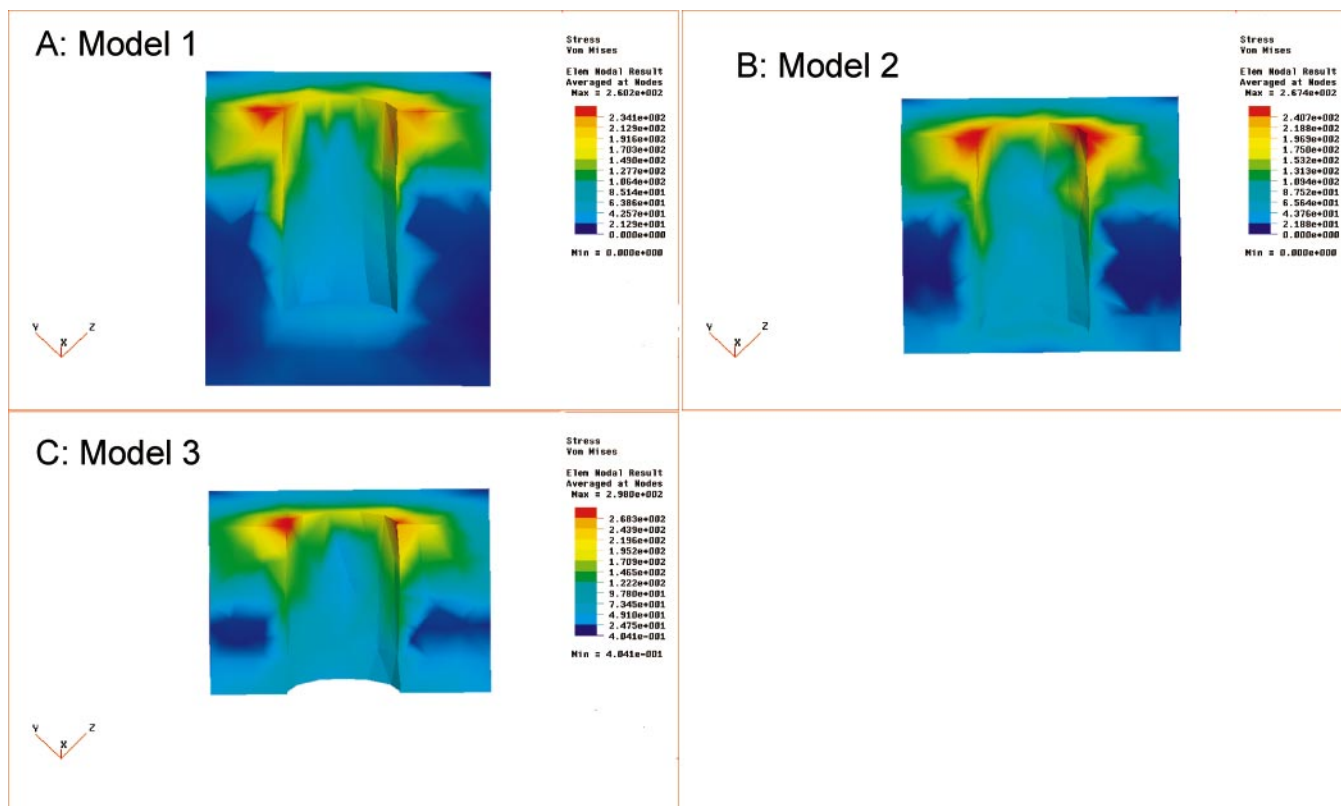 A: Model 1
Stress
Von Mises
Elem Nodal Result
Averaged at Nodes
Max = 2.602e+002
2.341e+002
2.129e+002
1.916e+002
1.703e+002
1.490e+002
1.277e+002
1.064e+002
8.514e+001
6.386e+001
4.257e+001
2.129e+001
0.000e+000
Min = 0.000e+000
Y
X
Z
B: Model 2
Stress
Von Mises
Elem Nodal Result
Averaged at Nodes
Max = 2.674e+002
2.407e+002
2.188e+002
1.969e+002
1.750e+002
1.532e+002
1.313e+002
1.094e+002
8.752e+001
6.564e+001
4.376e+001
2.188e+001
0.000e+000
Min = 0.000e+000
Y
X
Z
C: Model 3
Stress
Von Mises
Elem Nodal Result
Averaged at Nodes
Max = 2.980e+002
2.683e+002
2.439e+002
2.196e+002
1.952e+002
1.709e+002
1.465e+002
1.222e+002
9.780e+001
7.345e+001
4.910e+001
2.475e+001
4.041e-001
Min = 4.041e-001
Y
X
Z